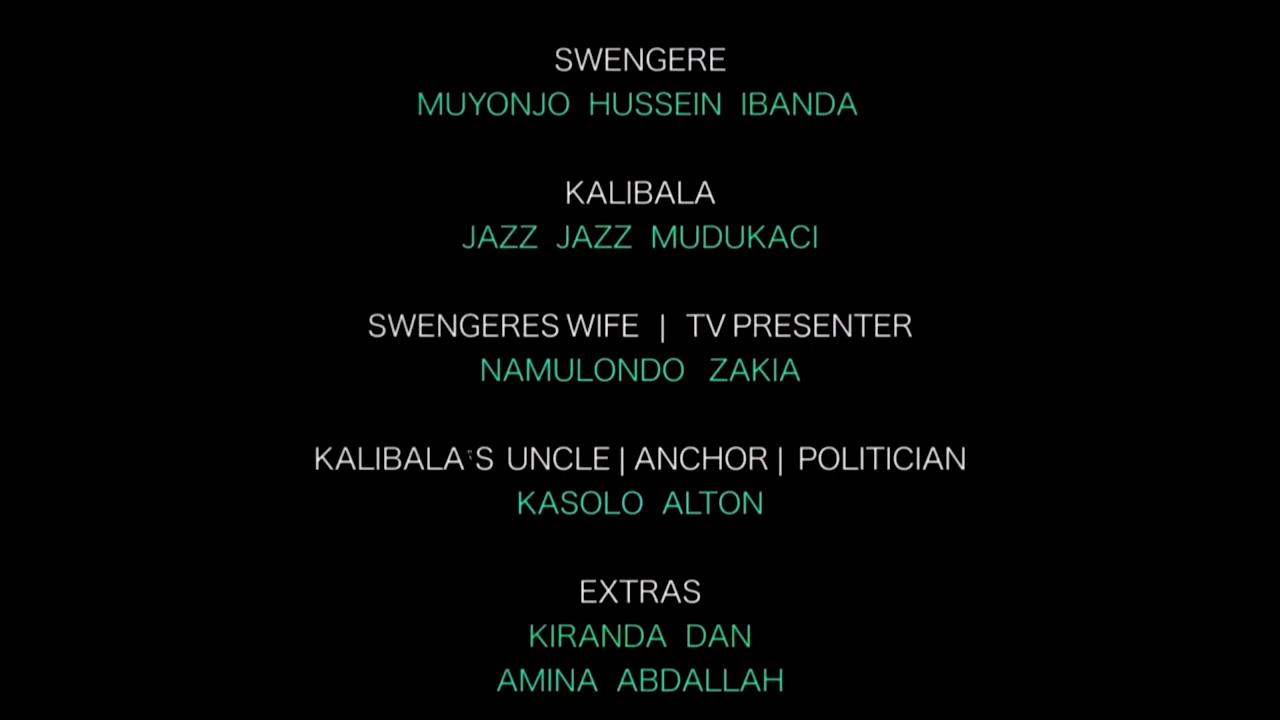 SWENGERE
MUYONJO HUSSEIN IBANDA
KALIBALA
JAZZ JAZZ MUDUKACI
SWENGERES WIFE | TV PRESENTER
NAMULONDO ZAKIA
KALIBALA'S UNCLE | ANCHOR | POLITICIAN
KASOLO ALTON
EXTRAS
KIRANDA DAN
AMINA ABDALLAH